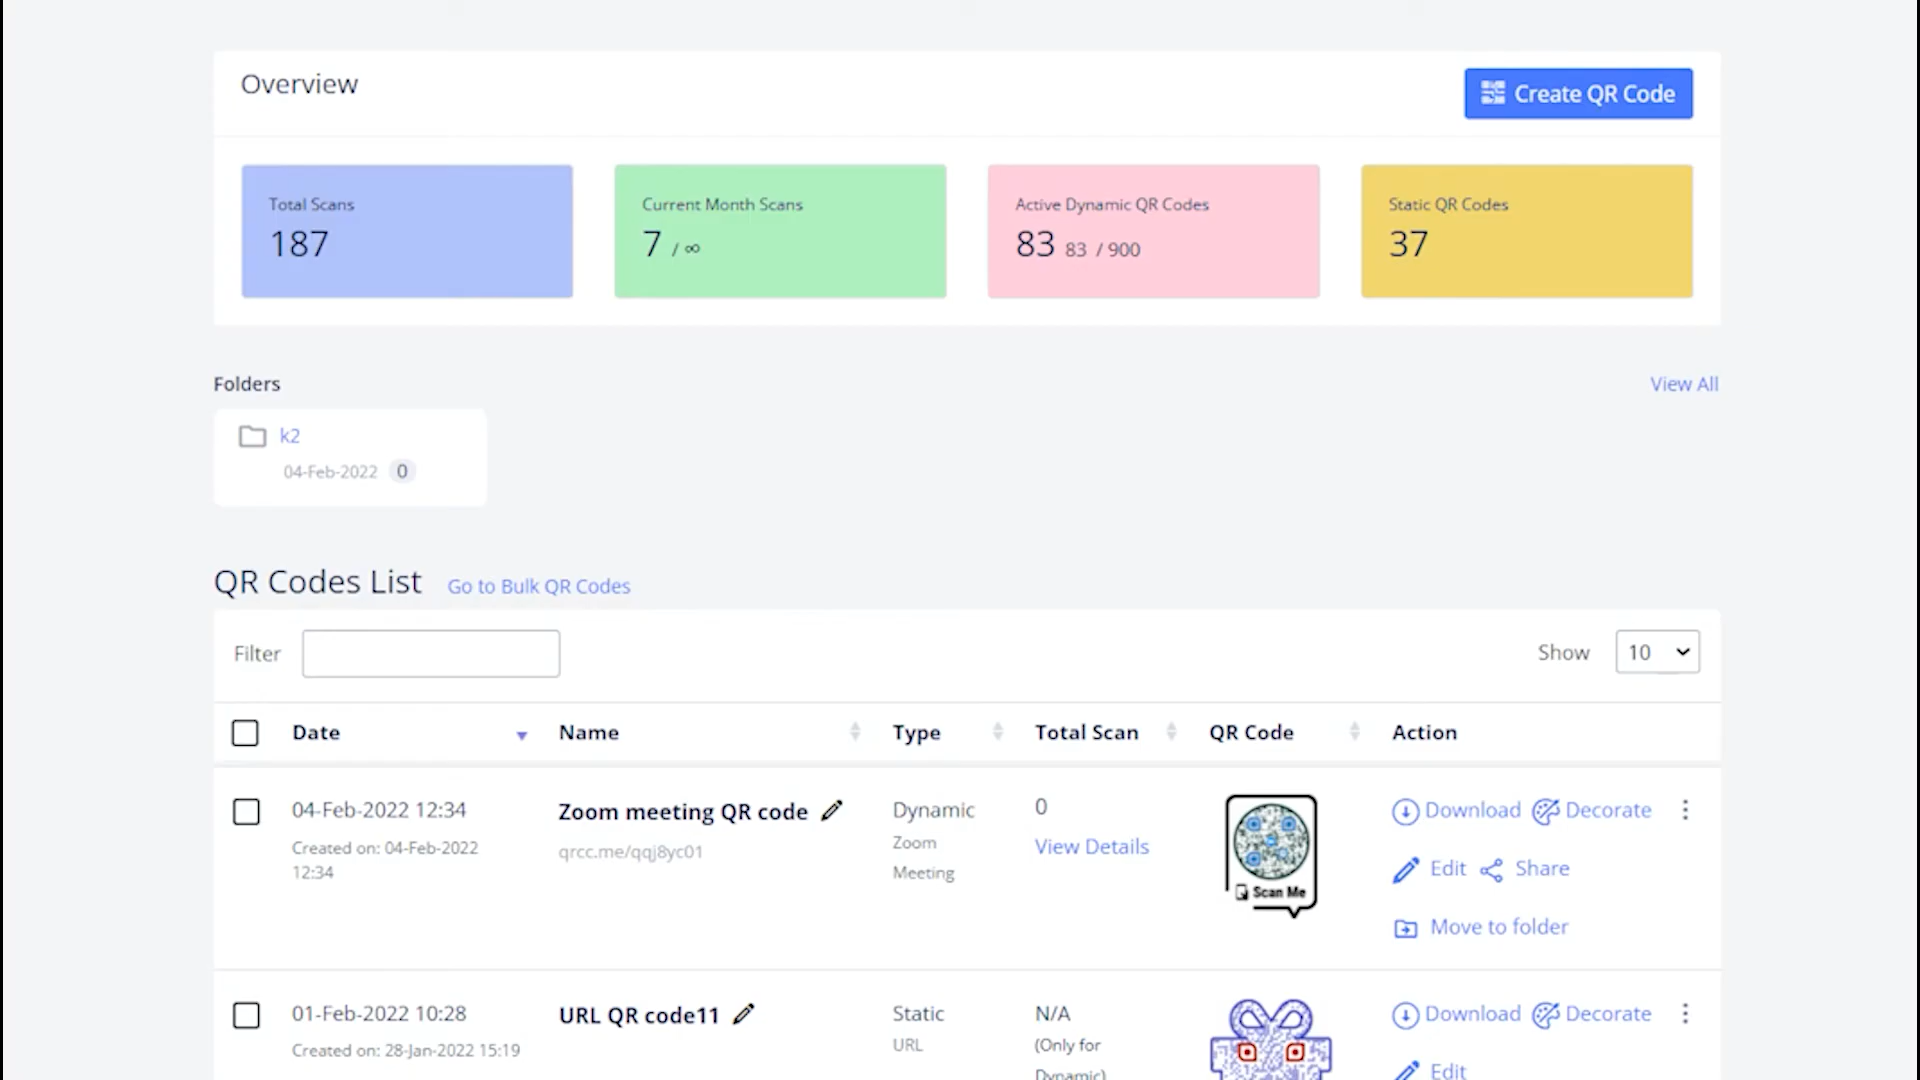 Overview
Create QR Code
Total Scans
187
Current Month Scans
7 / ∞
Active Dynamic QR Codes
83 83 / 900
Static QR Codes
37
Folders
View All
k2
04-Feb-2022 0
QR Codes List Go to Bulk QR Codes
Filter
Show 10
Date Name Type Total Scan QR Code Action
04-Feb-2022 12:34
Created on: 04-Feb-2022
12:34
Zoom meeting QR code
qrcc.me/qqj8yc01
Dynamic
Zoom
Meeting
0
View Details
Scan Me
Download Decorate
Edit Share
Move to folder
01-Feb-2022 10:28
Created on: 28-Jan-2022 15:19
URL QR code11
Static
URL
N/A
(Only for
Dynamic)
Download Decorate
Edit